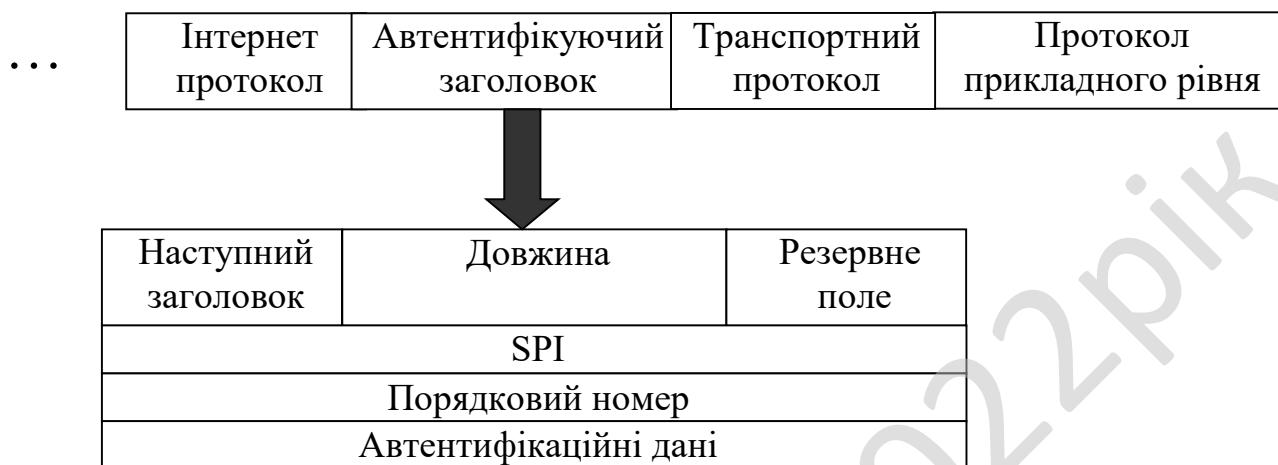 ...
Інтернет протокол
Автентифікуючий заголовок
Транспортний протокол
Протокол прикладного рівня
Наступний заголовок
Довжина
Резервне поле
SPI
Порядковий номер
Автентифікаційні дані
022рік